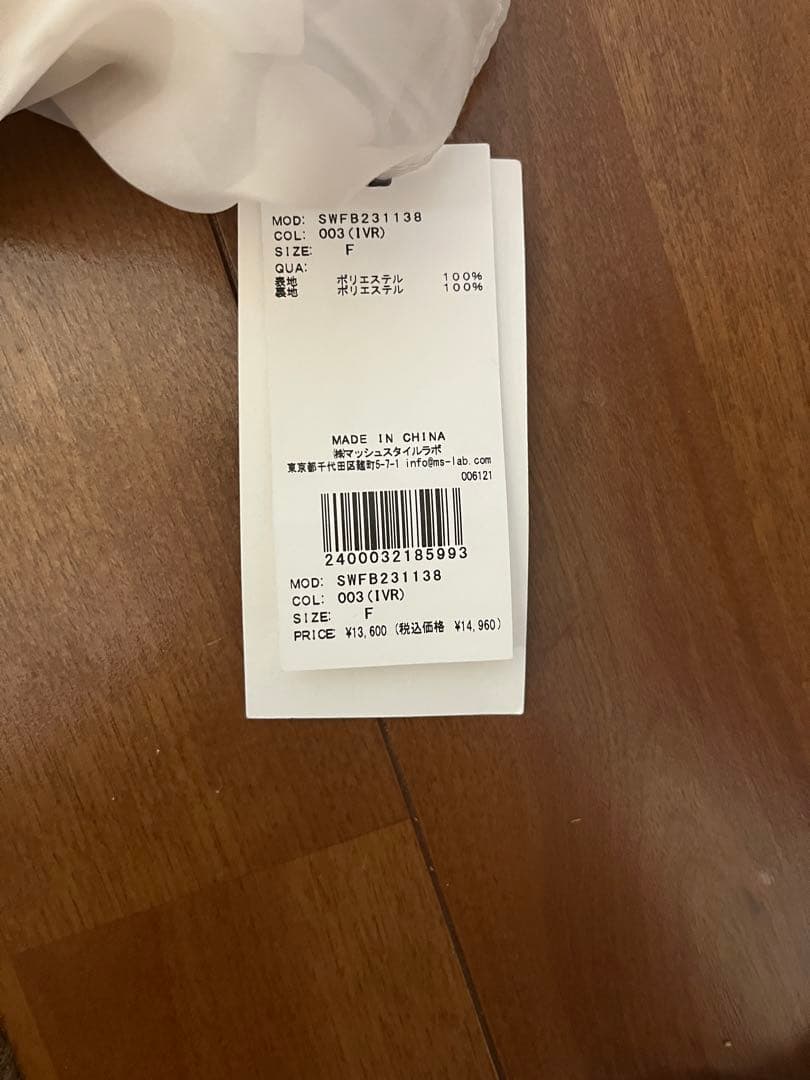 MOD: SWFB231138
COL: 003(IVR)
SIZE: F
QUA:
表地 ポリエステル 100%
裏地 ポリエステル 100%
MADE IN CHINA
㈱マッシュスタイルラボ
東京都千代田区麹町5-7-1 info@ms-lab.com
006121
2400032185993
MOD: SWFB231138
COL: 003(IVR)
SIZE: F
PRICE: ¥13,600 (税込価格 ¥14,960)